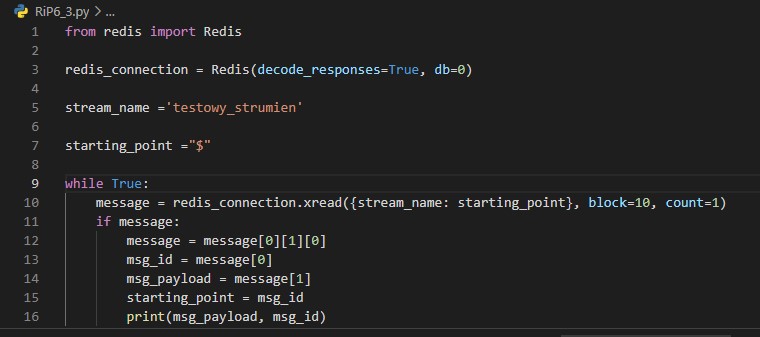 RiP6_3.py > ...
1 from redis import Redis
2
3 redis_connection = Redis(decode_responses=True, db=0)
4
5 stream_name ='testowy_strumien'
6
7 starting_point ="$"
8
9 while True:
10     message = redis_connection.xread({stream_name: starting_point}, block=10, count=1)
11     if message:
12         message = message[0][1][0]
13         msg_id = message[0]
14         msg_payload = message[1]
15         starting_point = msg_id
16         print(msg_payload, msg_id)